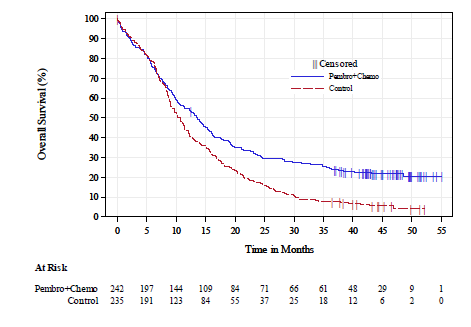 100
90
80
70
60
50
40
30
20
10
0
Overall Survival (%)
Censored
Pembro+Chemo
Control
0 5 10 15 20 25 30 35 40 45 50 55
Time in Months
At Risk
Pembro+Chemo 242 197 144 109 84 71 66 61 48 29 9 1
Control 235 191 123 84 55 37 25 18 12 6 2 0